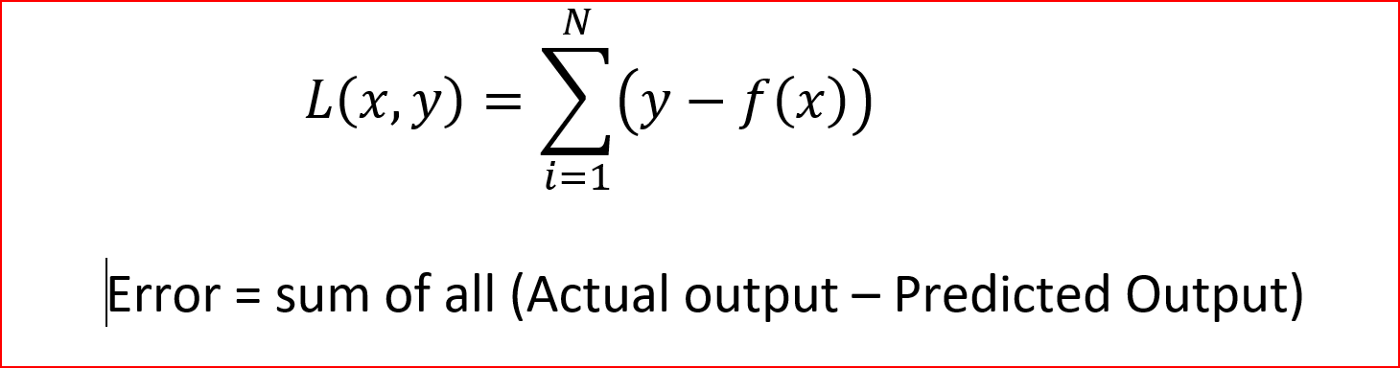 L(x, y) = ∑_{i=1}^{N} (y − f(x))
Error = sum of all (Actual output – Predicted Output)